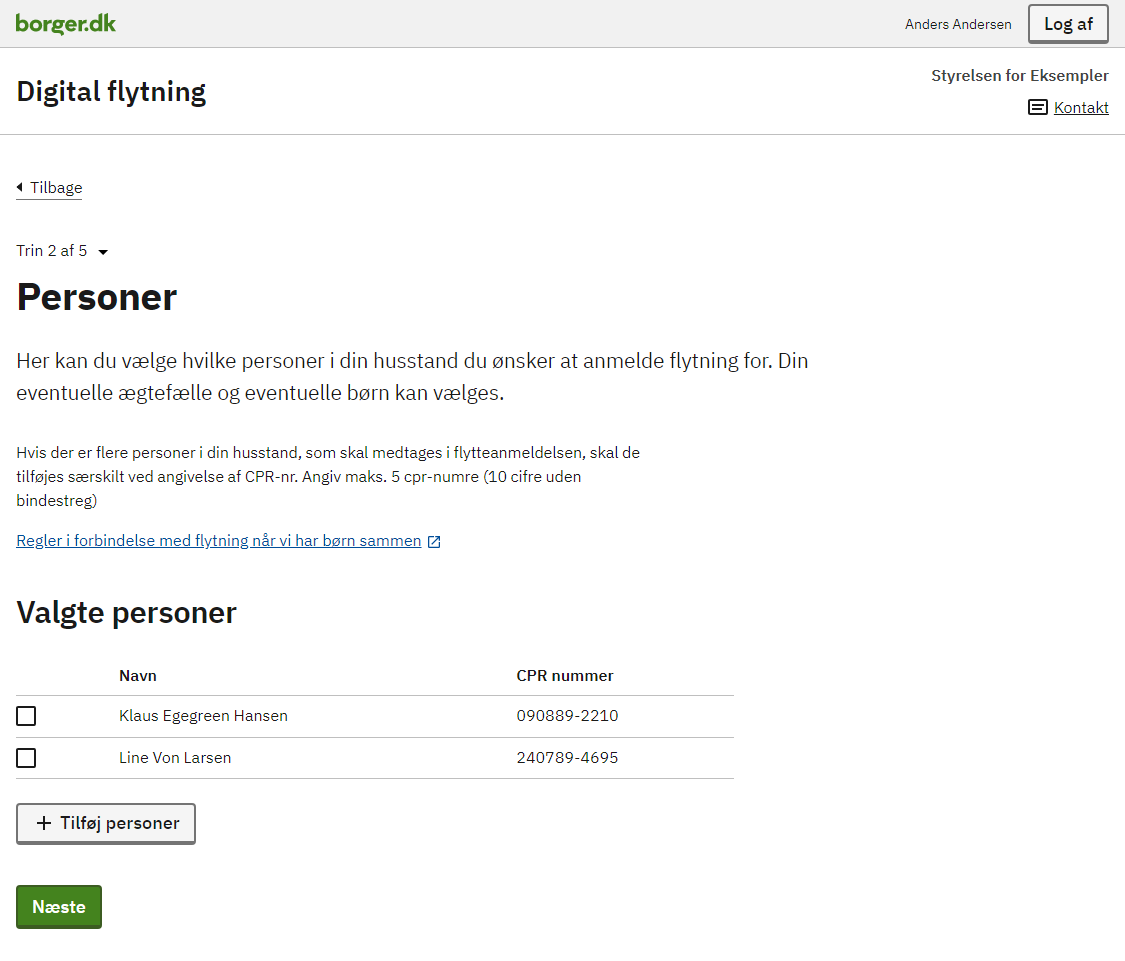 borger.dk
Anders Andersen
Log af
Digital flytning
Styrelsen for Eksempler
Kontakt
Tilbage
Trin 2 af 5
Personer
Her kan du vælge hvilke personer i din husstand du ønsker at anmelde flytning for. Din
eventuelle ægtefælle og eventuelle børn kan vælges.
Hvis der er flere personer i din husstand, som skal medtages i flytteanmeldelsen, skal de
tilføjes særskilt ved angivelse af CPR-nr. Angiv maks. 5 cpr-numre (10 cifre uden
bindestreg)
Regler i forbindelse med flytning når vi har børn sammen
Valgte personer
Navn CPR nummer
Klaus Egegreen Hansen 090889-2210
Line Von Larsen 240789-4695
Tilføj personer
Næste